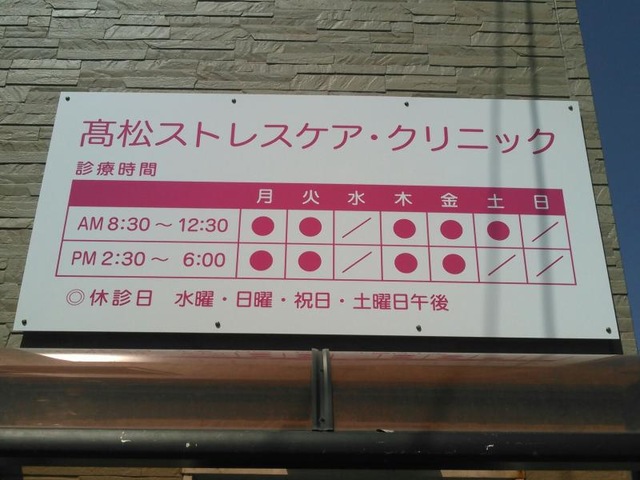 髙松ストレスケア・クリニック
診療時間
月 火 水 木 金 土 日
AM 8:30 ～ 12:30 ● ● ／ ● ● ● ／
PM 2:30 ～ 6:00 ● ● ／ ● ● ／ ／
◎休診日 水曜・日曜・祝日・土曜日午後